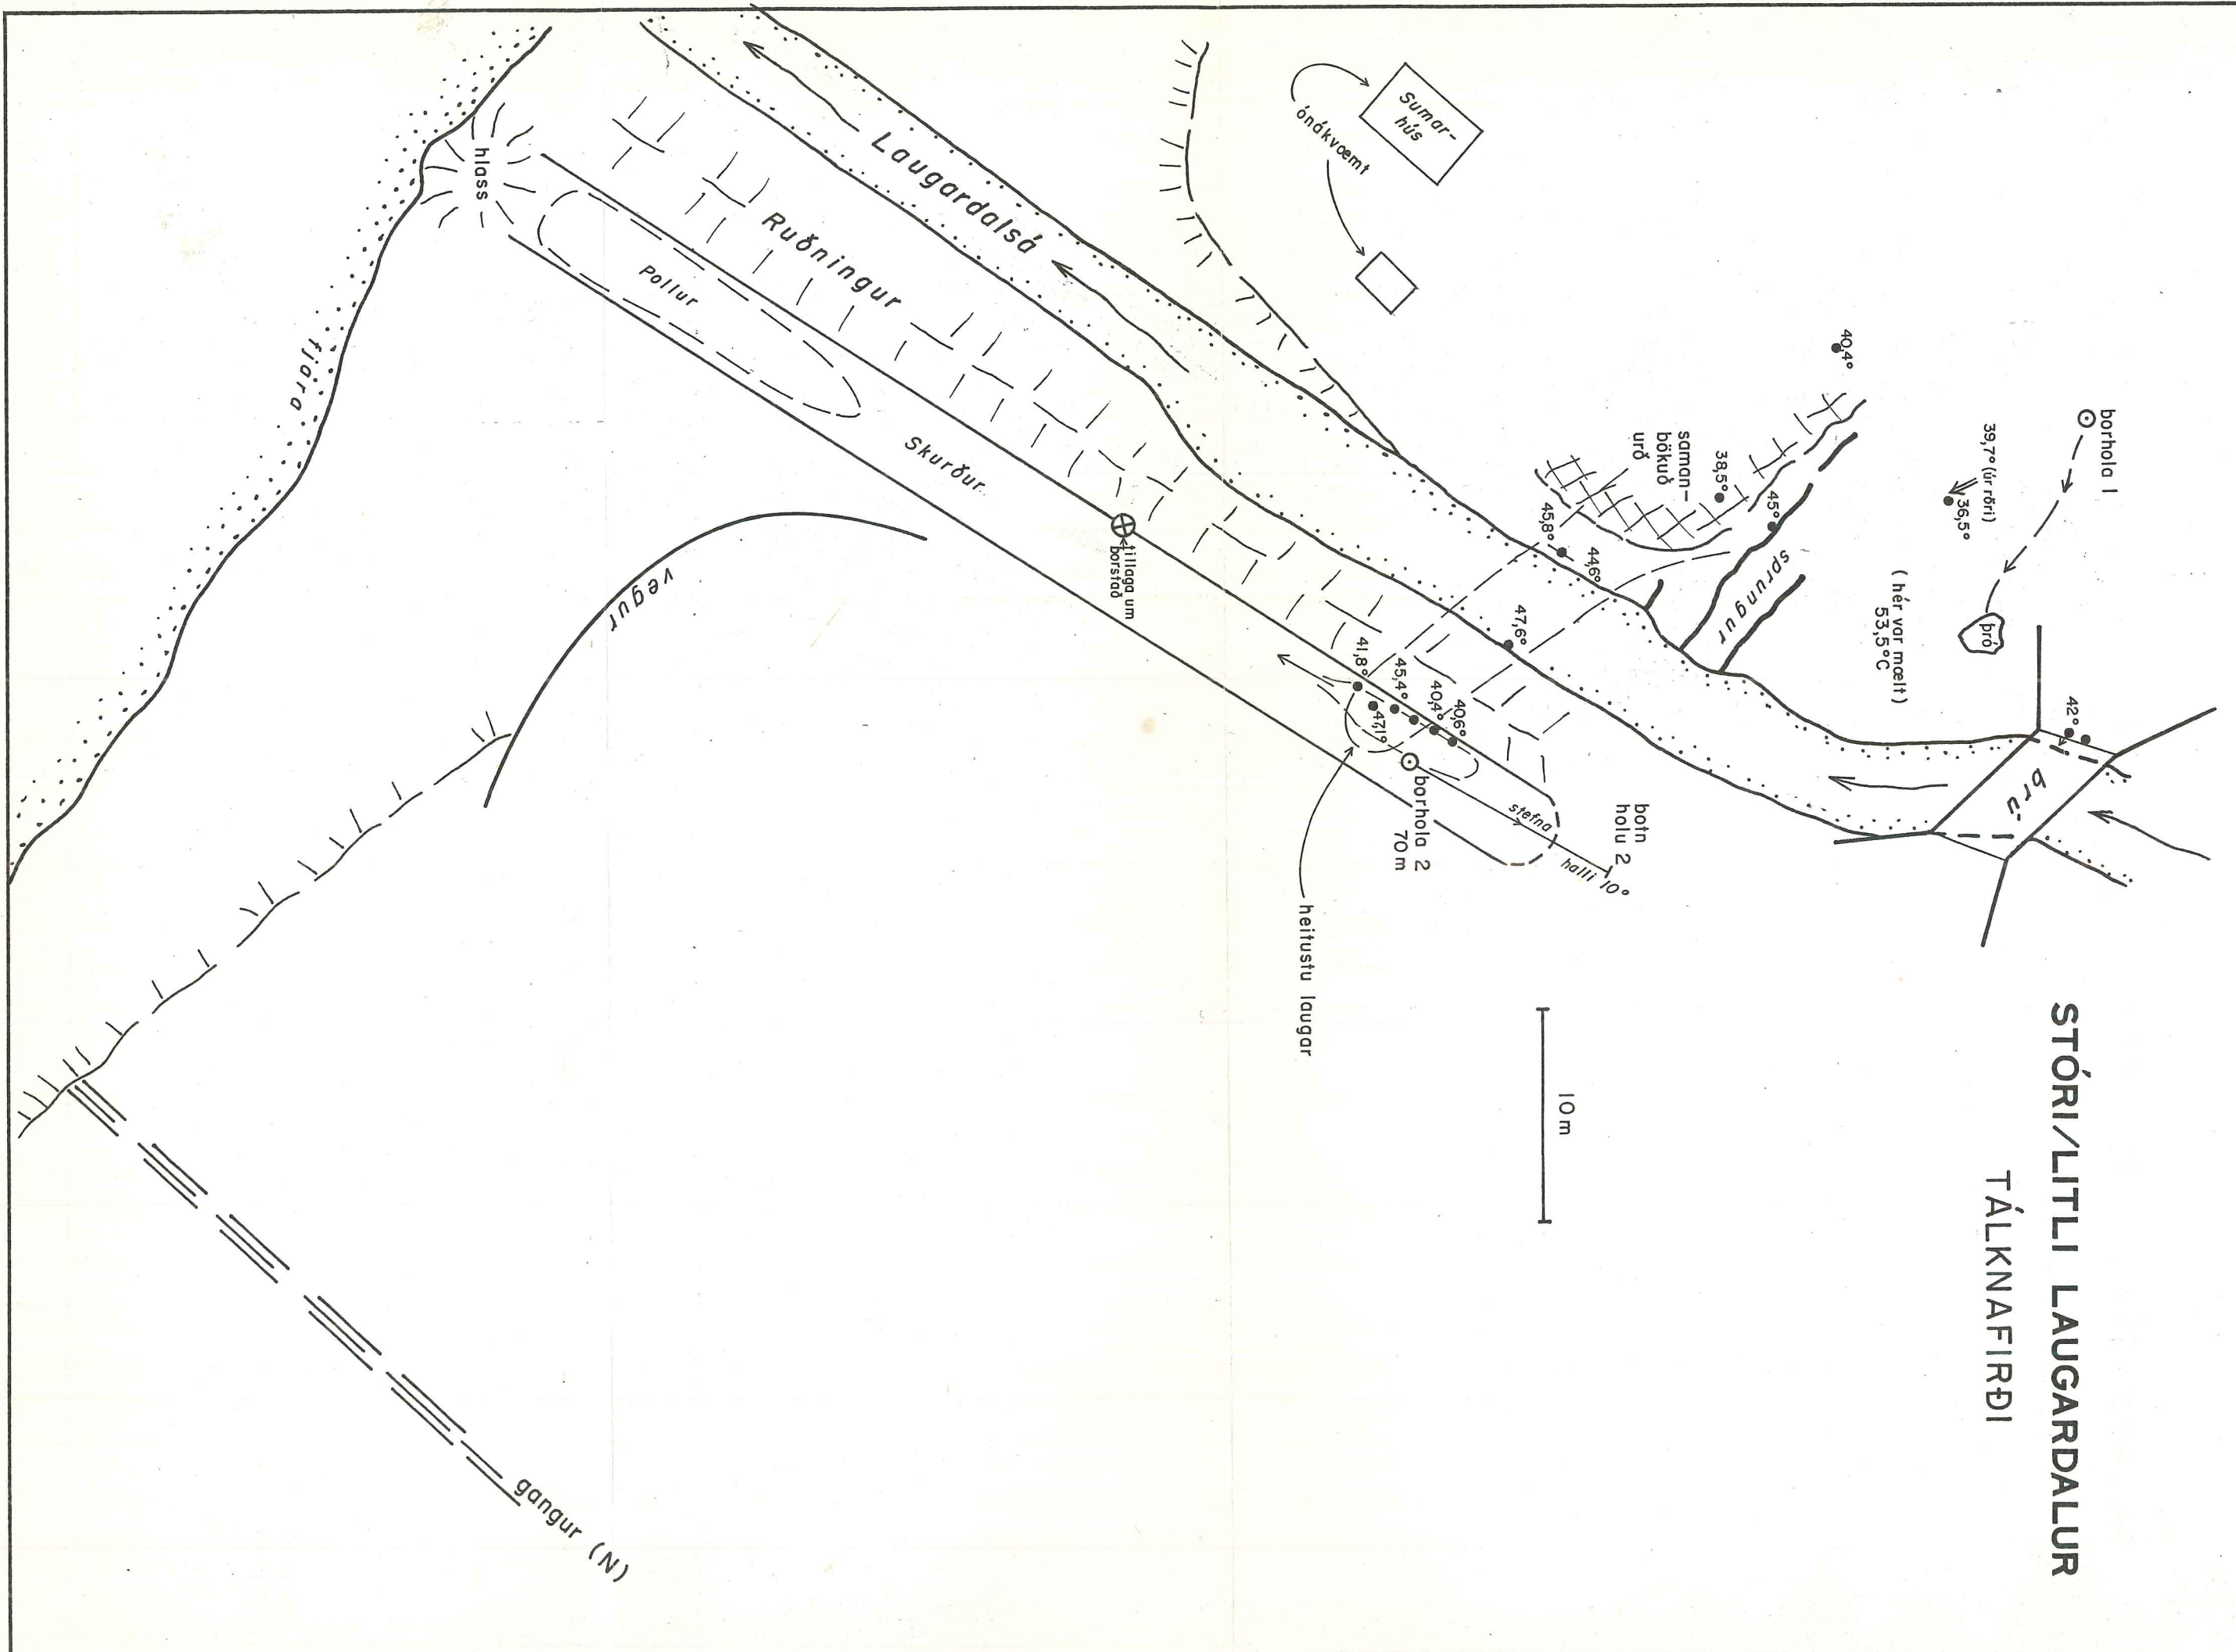 STÓRI/LITLI LAUGARDALUR
TÁLKNAFIRÐI
borhola 1
39,7° (úr röri)
36,5°
þró
42°
brú
(hér var mælt)
53,5°C
40,4°
45°
38,5°
saman-
bökuð
urð
sprungur
45,8°
44,6°
47,6°
botn
holu 2
halli 10°
stefna
10 m
40,6°
40,4°
45,4°
47,1°
41,8°
borhola 2
70 m
heitustu laugar
Sumar-
hús
ónákvæmt
Laugardalsá
tillaga um
borstað
Ruðningur
Skurður
Pollur
vegur
hlass
fjara
gangur (N)